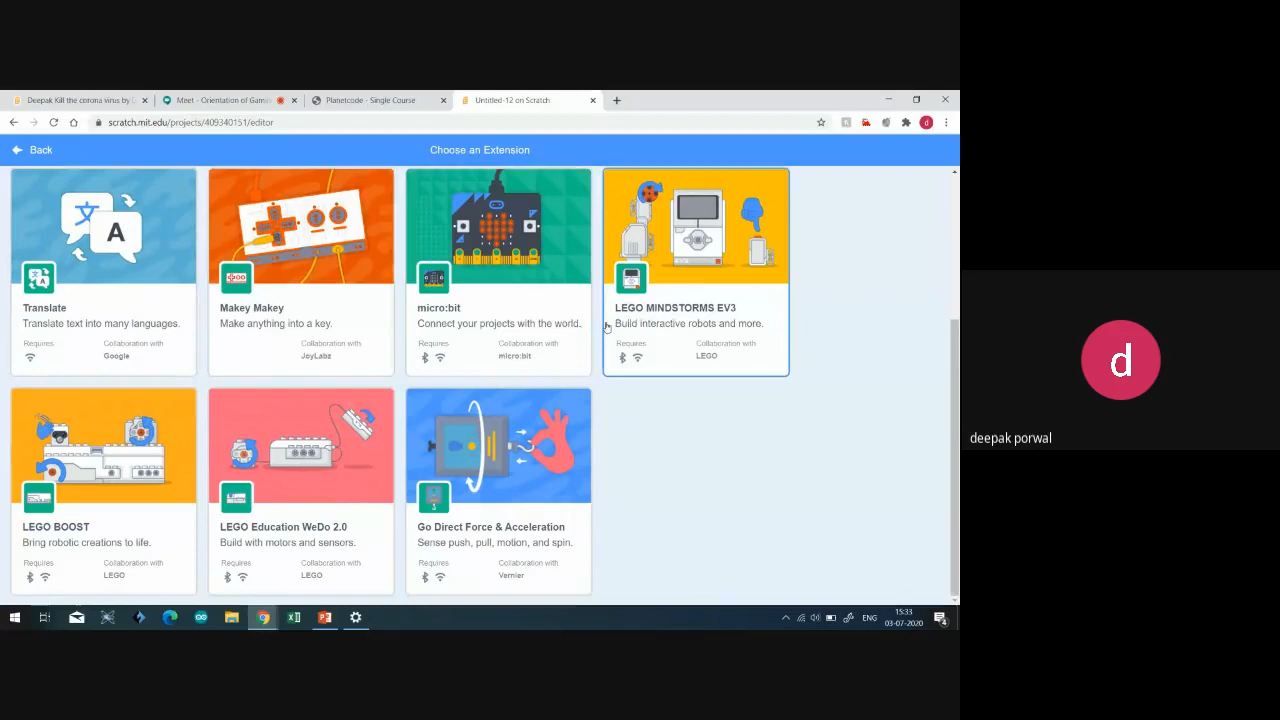 Deepak Kill the corona virus by
Meet - Orientation of Gam
Planetcode - Single Course
Untitled-12 on Scratch
scratch.mit.edu/projects/409340151/editor
Back
Choose an Extension
文 A
Translate
Translate text into many languages.
Requires
Collaboration with
Google
Makey Makey
Make anything into a key.
Collaboration with
JoyLabz
micro:bit
Connect your projects with the world.
Requires
Collaboration with
micro:bit
LEGO MINDSTORMS EV3
Build interactive robots and more.
Requires
Collaboration with
LEGO
LEGO BOOST
Bring robotic creations to life.
Requires
Collaboration with
LEGO
LEGO Education WeDo 2.0
Build with motors and sensors.
Requires
Collaboration with
LEGO
Go Direct Force & Acceleration
Sense push, pull, motion, and spin.
Requires
Collaboration with
Vernier
ENG
15:33
03-07-2020
d
deepak porwal